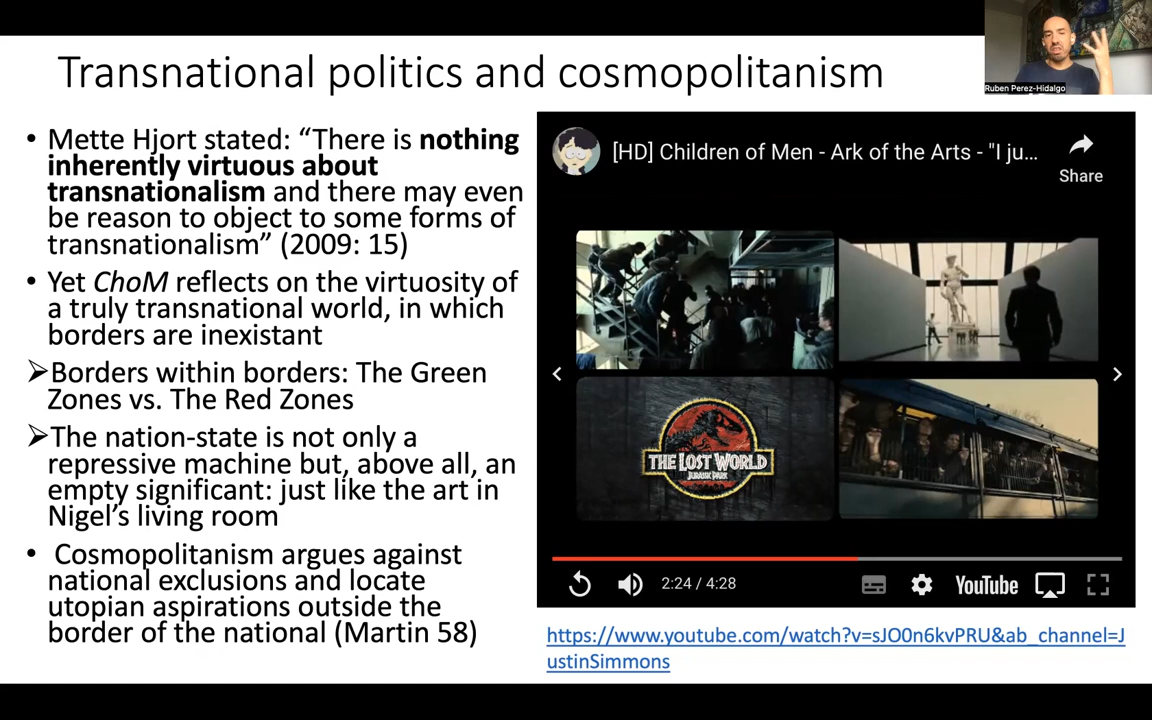 Transnational politics and cosmopolitanism
Ruben Perez-Hidalgo
• Mette Hjort stated: “There is nothing
inherently virtuous about
transnationalism and there may even
be reason to object to some forms of
transnationalism” (2009: 15)
• Yet ChoM reflects on the virtuosity of
a truly transnational world, in which
borders are inexistant
➢Borders within borders: The Green
Zones vs. The Red Zones
➢The nation-state is not only a
repressive machine but, above all, an
empty significant: just like the art in
Nigel’s living room
• Cosmopolitanism argues against
national exclusions and locate
utopian aspirations outside the
border of the national (Martin 58)
[HD] Children of Men - Ark of the Arts - "I ju...
Share
THE LOST WORLD
JURASSIC PARK
2:24 / 4:28
YouTube
https://www.youtube.com/watch?v=sJO0n6kvPRU&ab_channel=J
ustinSimmons